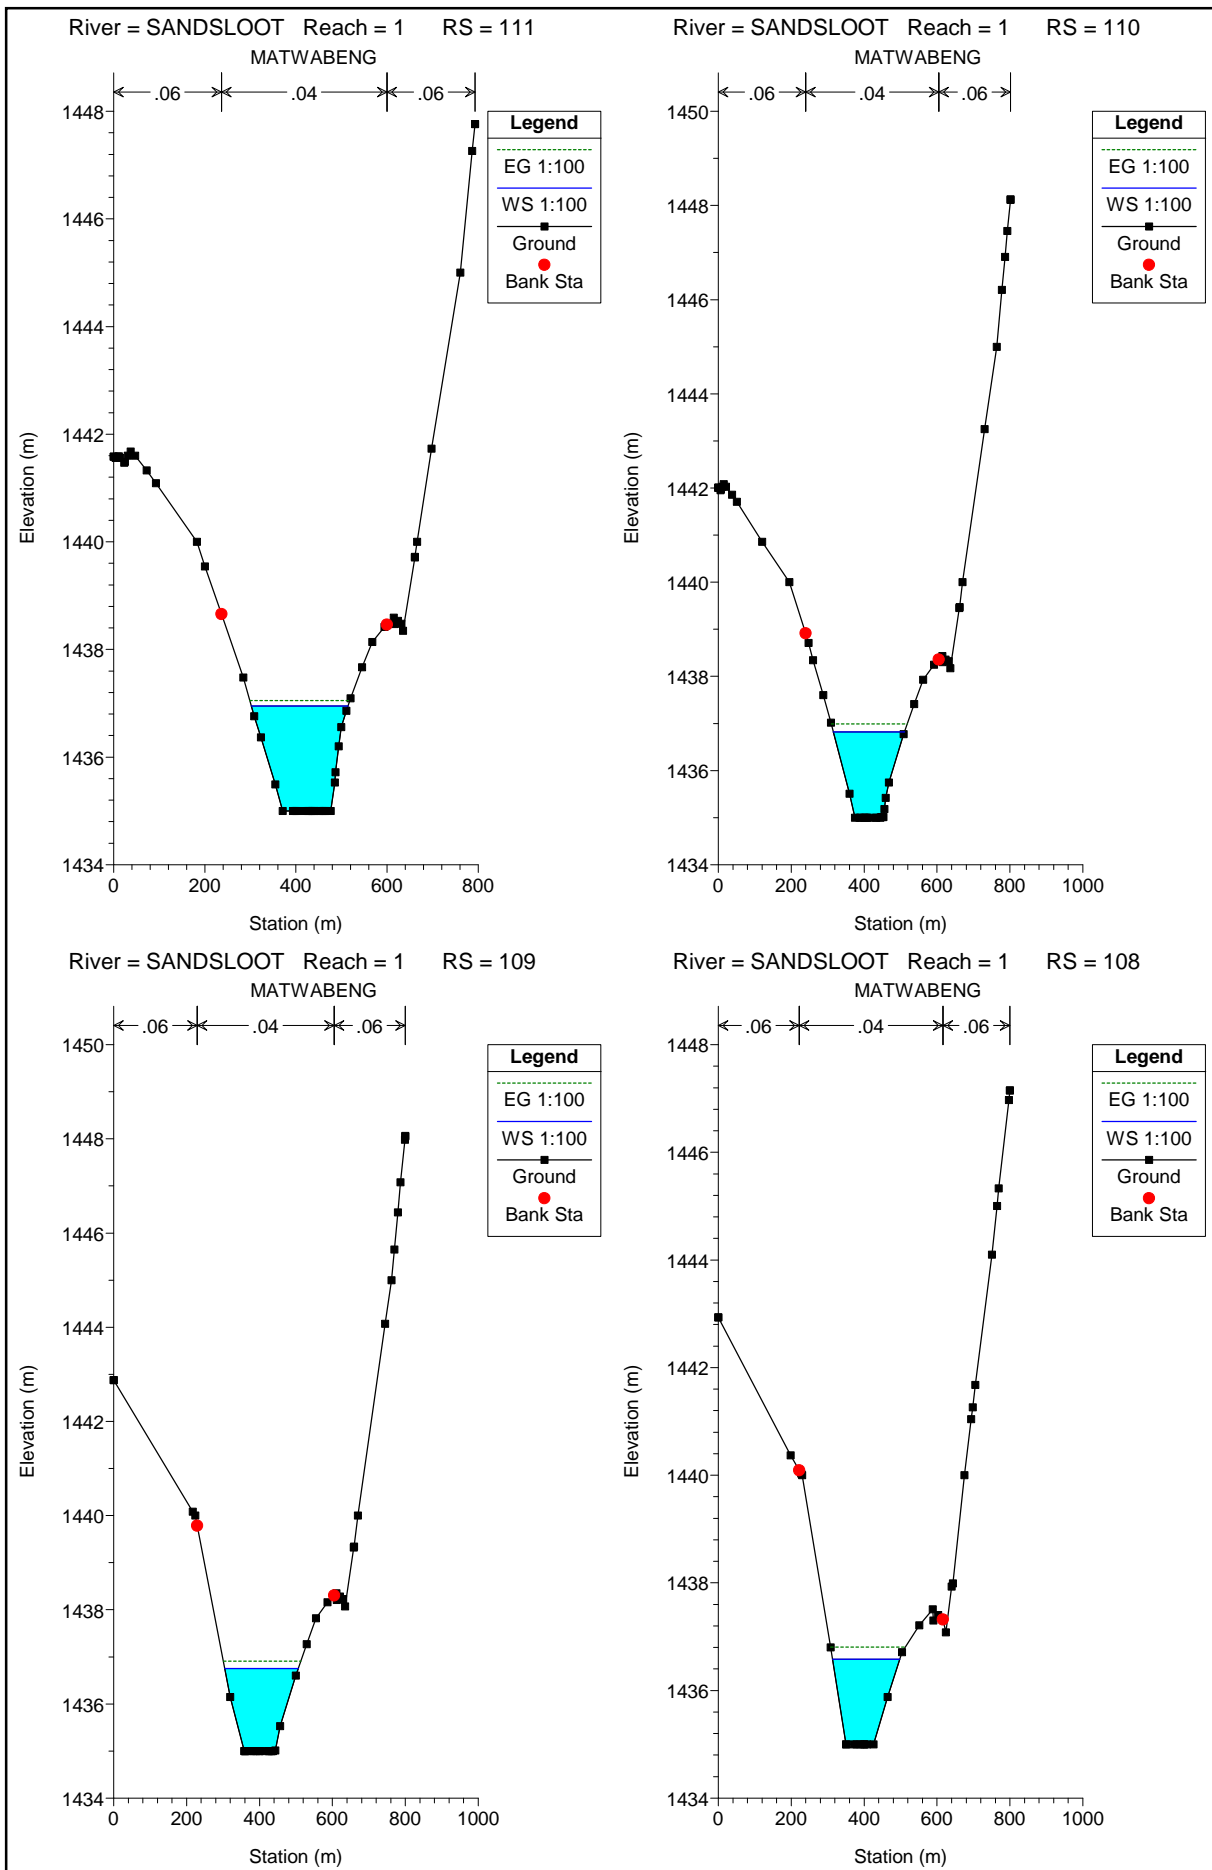 River = SANDSLOOT Reach = 1 RS = 111
MATWABENG
.06 .04 .06
Legend
EG 1:100
WS 1:100
Ground
Bank Sta
1448
1446
1444
1442
1440
1438
1436
1434
Elevation (m)
0 200 400 600 800
Station (m)
River = SANDSLOOT Reach = 1 RS = 110
MATWABENG
.06 .04 .06
Legend
EG 1:100
WS 1:100
Ground
Bank Sta
1450
1448
1446
1444
1442
1440
1438
1436
1434
Elevation (m)
0 200 400 600 800 1000
Station (m)
River = SANDSLOOT Reach = 1 RS = 109
MATWABENG
.06 .04 .06
Legend
EG 1:100
WS 1:100
Ground
Bank Sta
1450
1448
1446
1444
1442
1440
1438
1436
1434
Elevation (m)
0 200 400 600 800 1000
Station (m)
River = SANDSLOOT Reach = 1 RS = 108
MATWABENG
.06 .04 .06
Legend
EG 1:100
WS 1:100
Ground
Bank Sta
1448
1446
1444
1442
1440
1438
1436
1434
Elevation (m)
0 200 400 600 800 1000
Station (m)